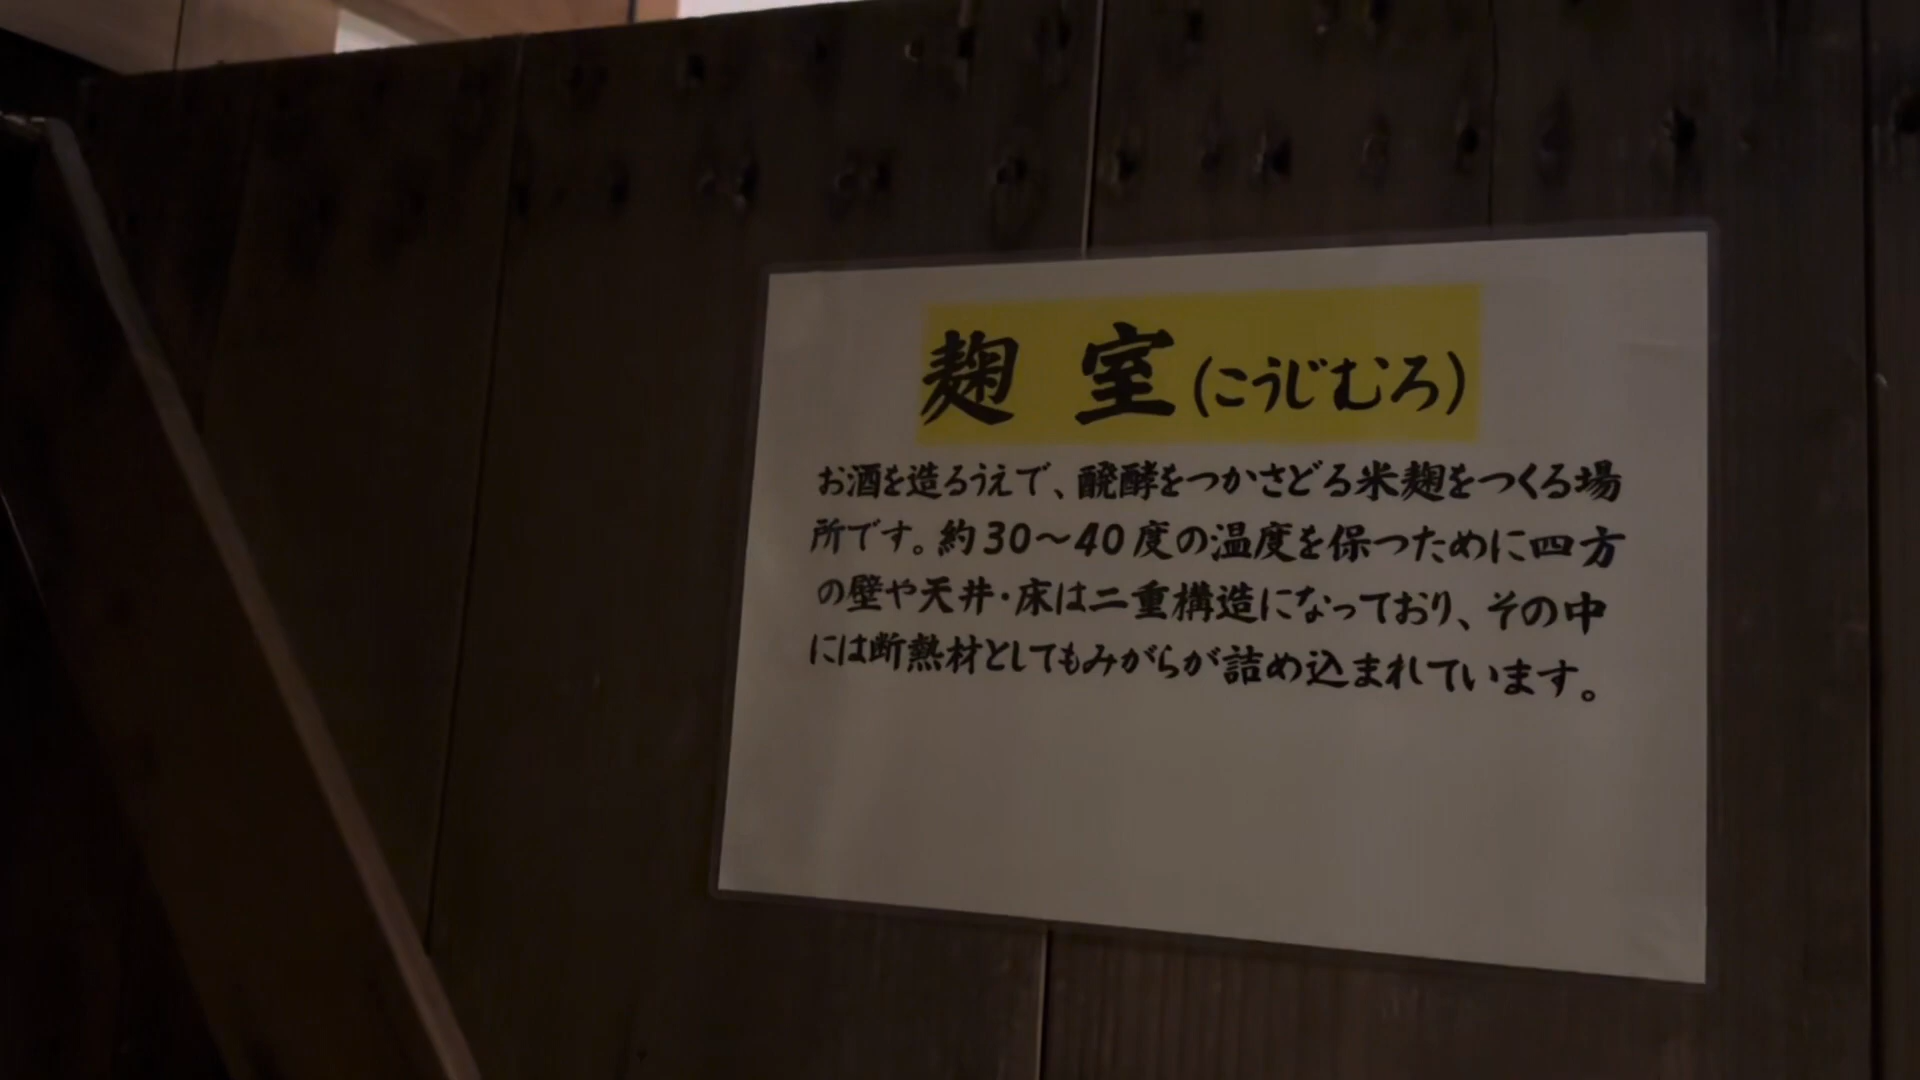 麹 室(こうじむろ)
お酒を造るうえで、醗酵をつかさどる米麹をつくる場
所です。約30～40度の温度を保つために四方
の壁や天井・床は二重構造になっており、その中
には断熱材としてもみがらが詰め込まれています。